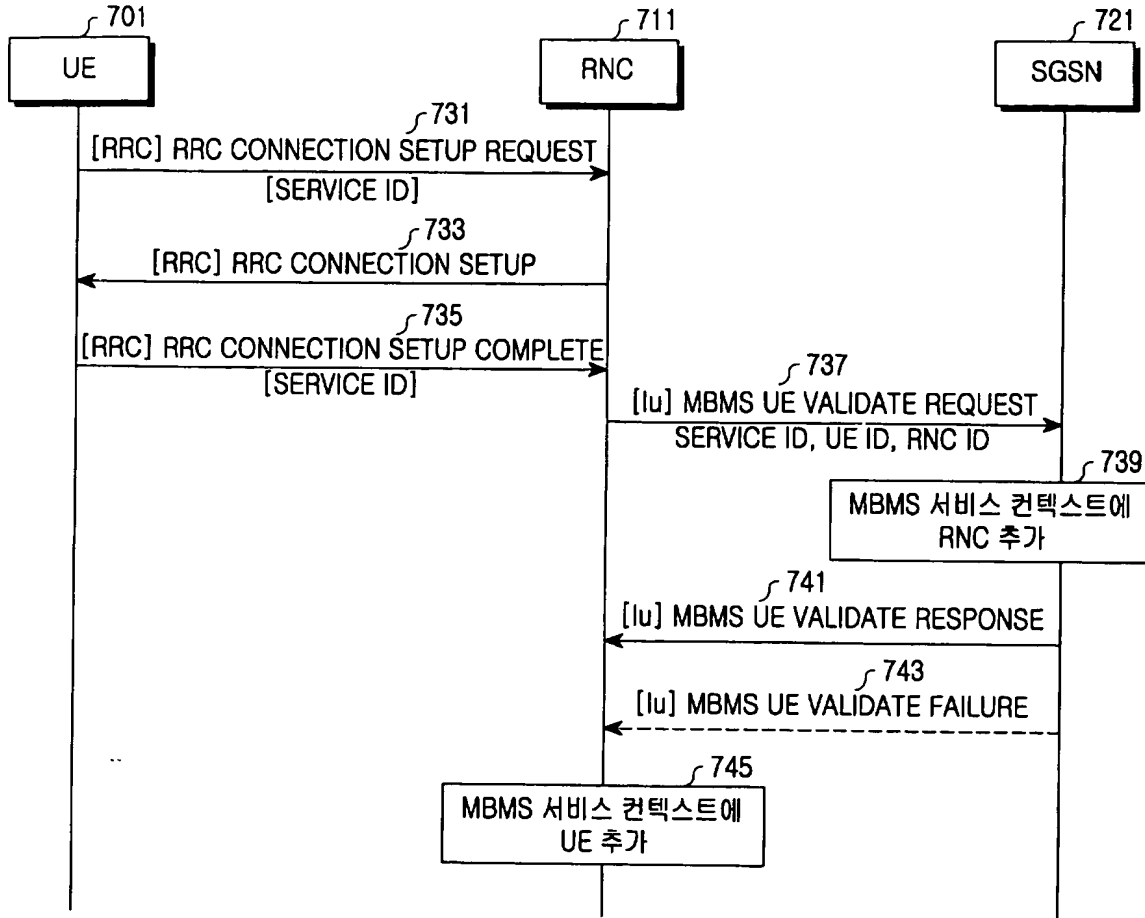 701
711
721
UE
RNC
SGSN
731
[RRC] RRC CONNECTION SETUP REQUEST
[SERVICE ID]
733
[RRC] RRC CONNECTION SETUP
735
[RRC] RRC CONNECTION SETUP COMPLETE
[SERVICE ID]
737
[Iu] MBMS UE VALIDATE REQUEST
SERVICE ID, UE ID, RNC ID
739
MBMS 서비스 컨텍스트에
RNC 추가
741
[Iu] MBMS UE VALIDATE RESPONSE
743
[Iu] MBMS UE VALIDATE FAILURE
745
MBMS 서비스 컨텍스트에
UE 추가